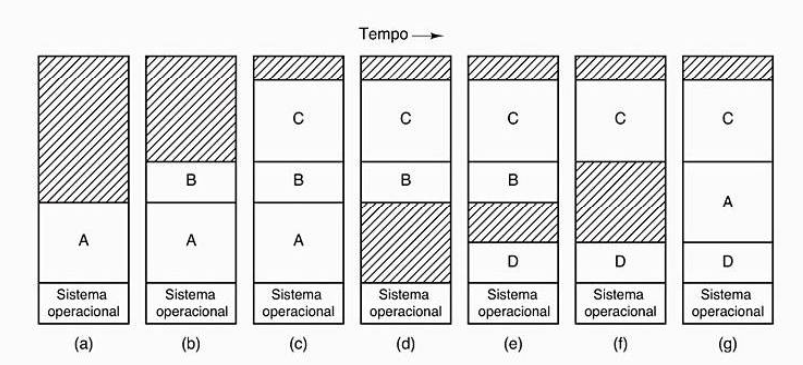 Tempo
C C C C C
B B B B A
A A A D D D
Sistema operacional Sistema operacional Sistema operacional Sistema operacional Sistema operacional Sistema operacional Sistema operacional
(a) (b) (c) (d) (e) (f) (g)